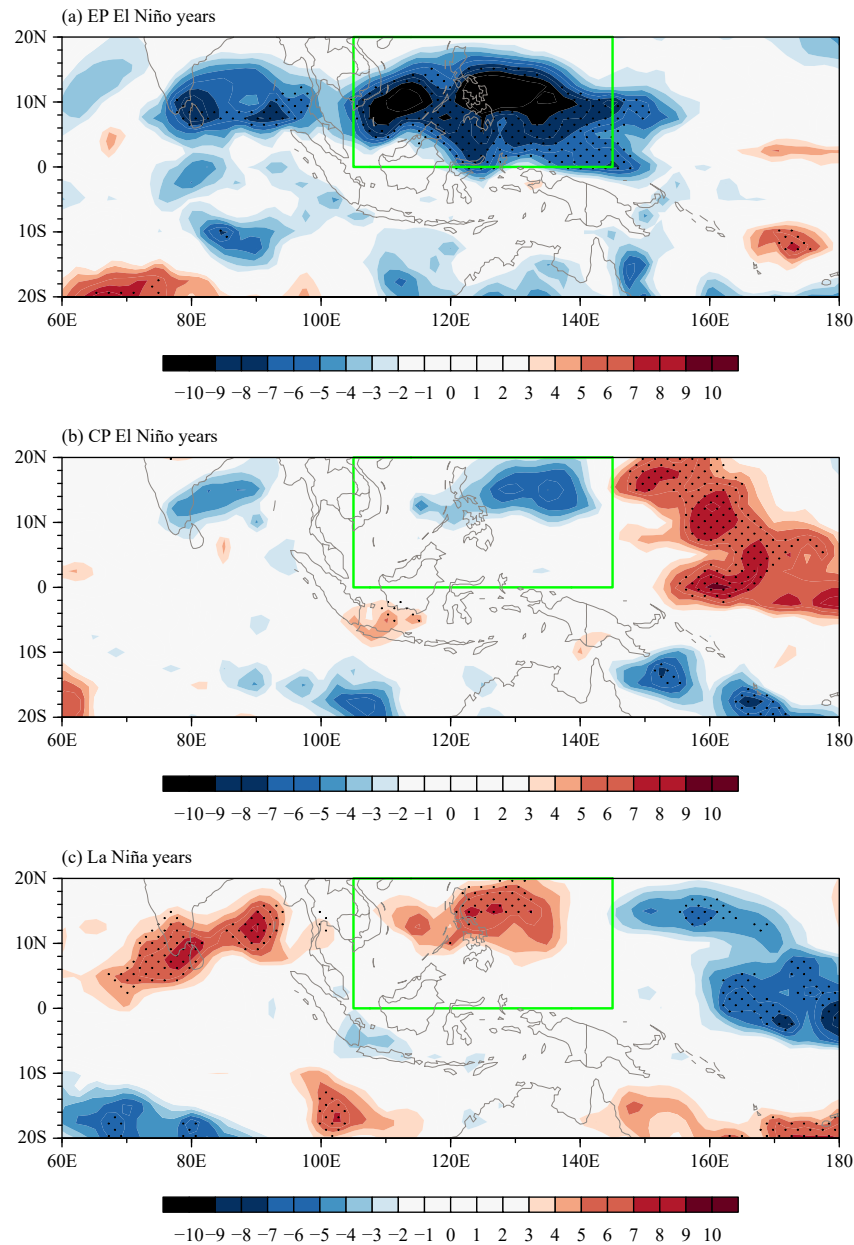 (a) EP El Niño years
20N
10N
0
10S
20S
60E 80E 100E 120E 140E 160E 180
−10 −9 −8 −7 −6 −5 −4 −3 −2 −1 0 1 2 3 4 5 6 7 8 9 10
(b) CP El Niño years
20N
10N
0
10S
20S
60E 80E 100E 120E 140E 160E 180
−10 −9 −8 −7 −6 −5 −4 −3 −2 −1 0 1 2 3 4 5 6 7 8 9 10
(c) La Niña years
20N
10N
0
10S
20S
60E 80E 100E 120E 140E 160E 180
−10 −9 −8 −7 −6 −5 −4 −3 −2 −1 0 1 2 3 4 5 6 7 8 9 10